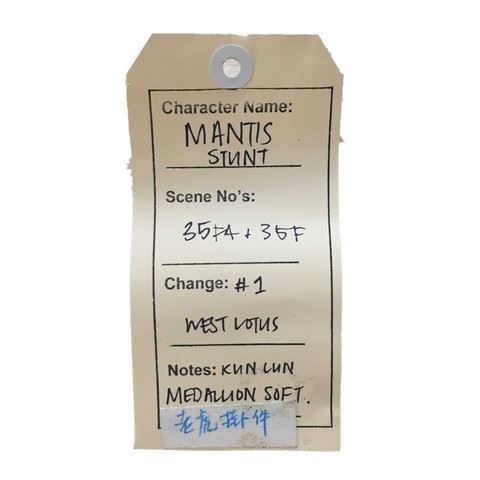 Character Name:
MANTIS
STUNT
Scene No's:
35FA + 35F
Change: #1
WEST LOTUS
Notes: KUN LUN
MEDALLION SOFT.
老虎掛件